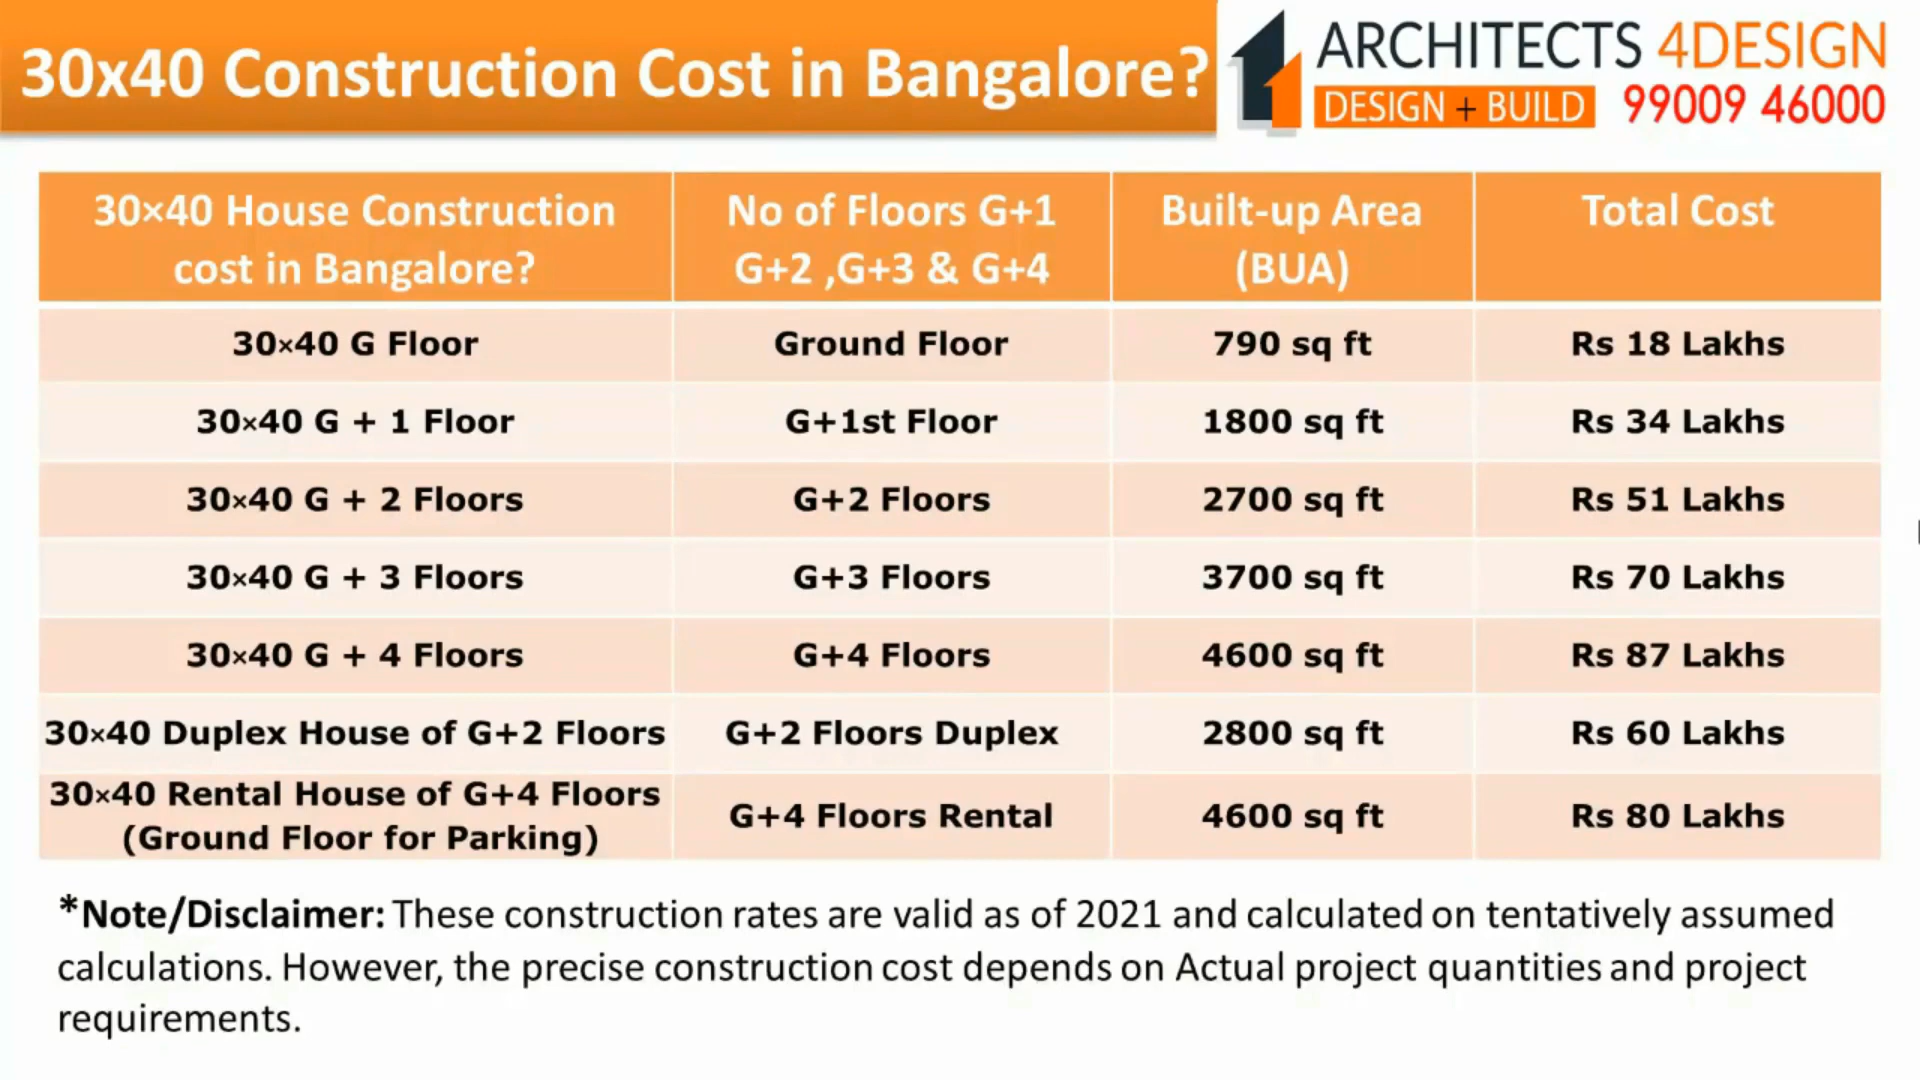 30x40 Construction Cost in Bangalore?
ARCHITECTS 4DESIGN
DESIGN + BUILD 99009 46000
30×40 House Construction cost in Bangalore? No of Floors G+1 G+2 ,G+3 & G+4 Built-up Area (BUA) Total Cost
30×40 G Floor Ground Floor 790 sq ft Rs 18 Lakhs
30×40 G + 1 Floor G+1st Floor 1800 sq ft Rs 34 Lakhs
30×40 G + 2 Floors G+2 Floors 2700 sq ft Rs 51 Lakhs
30×40 G + 3 Floors G+3 Floors 3700 sq ft Rs 70 Lakhs
30×40 G + 4 Floors G+4 Floors 4600 sq ft Rs 87 Lakhs
30×40 Duplex House of G+2 Floors G+2 Floors Duplex 2800 sq ft Rs 60 Lakhs
30×40 Rental House of G+4 Floors (Ground Floor for Parking) G+4 Floors Rental 4600 sq ft Rs 80 Lakhs
*Note/Disclaimer: These construction rates are valid as of 2021 and calculated on tentatively assumed
calculations. However, the precise construction cost depends on Actual project quantities and project
requirements.